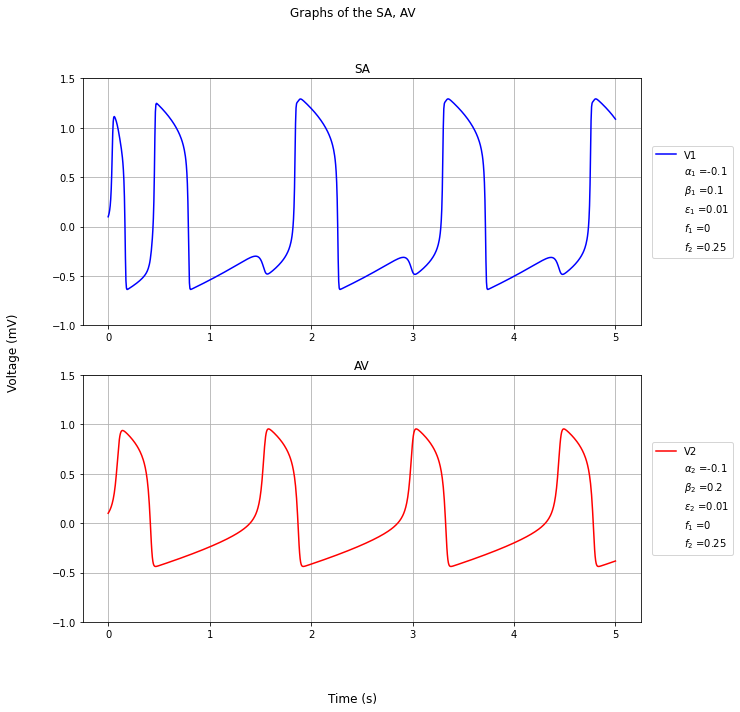 Graphs of the SA, AV
SA
1.5
1.0
0.5
0.0
−0.5
−1.0
0 1 2 3 4 5
V1
α₁ =-0.1
β₁ =0.1
ε₁ =0.01
f₁ =0
f₂ =0.25
Voltage (mV)
AV
1.5
1.0
0.5
0.0
−0.5
−1.0
0 1 2 3 4 5
V2
α₂ =-0.1
β₂ =0.2
ε₂ =0.01
f₁ =0
f₂ =0.25
Time (s)